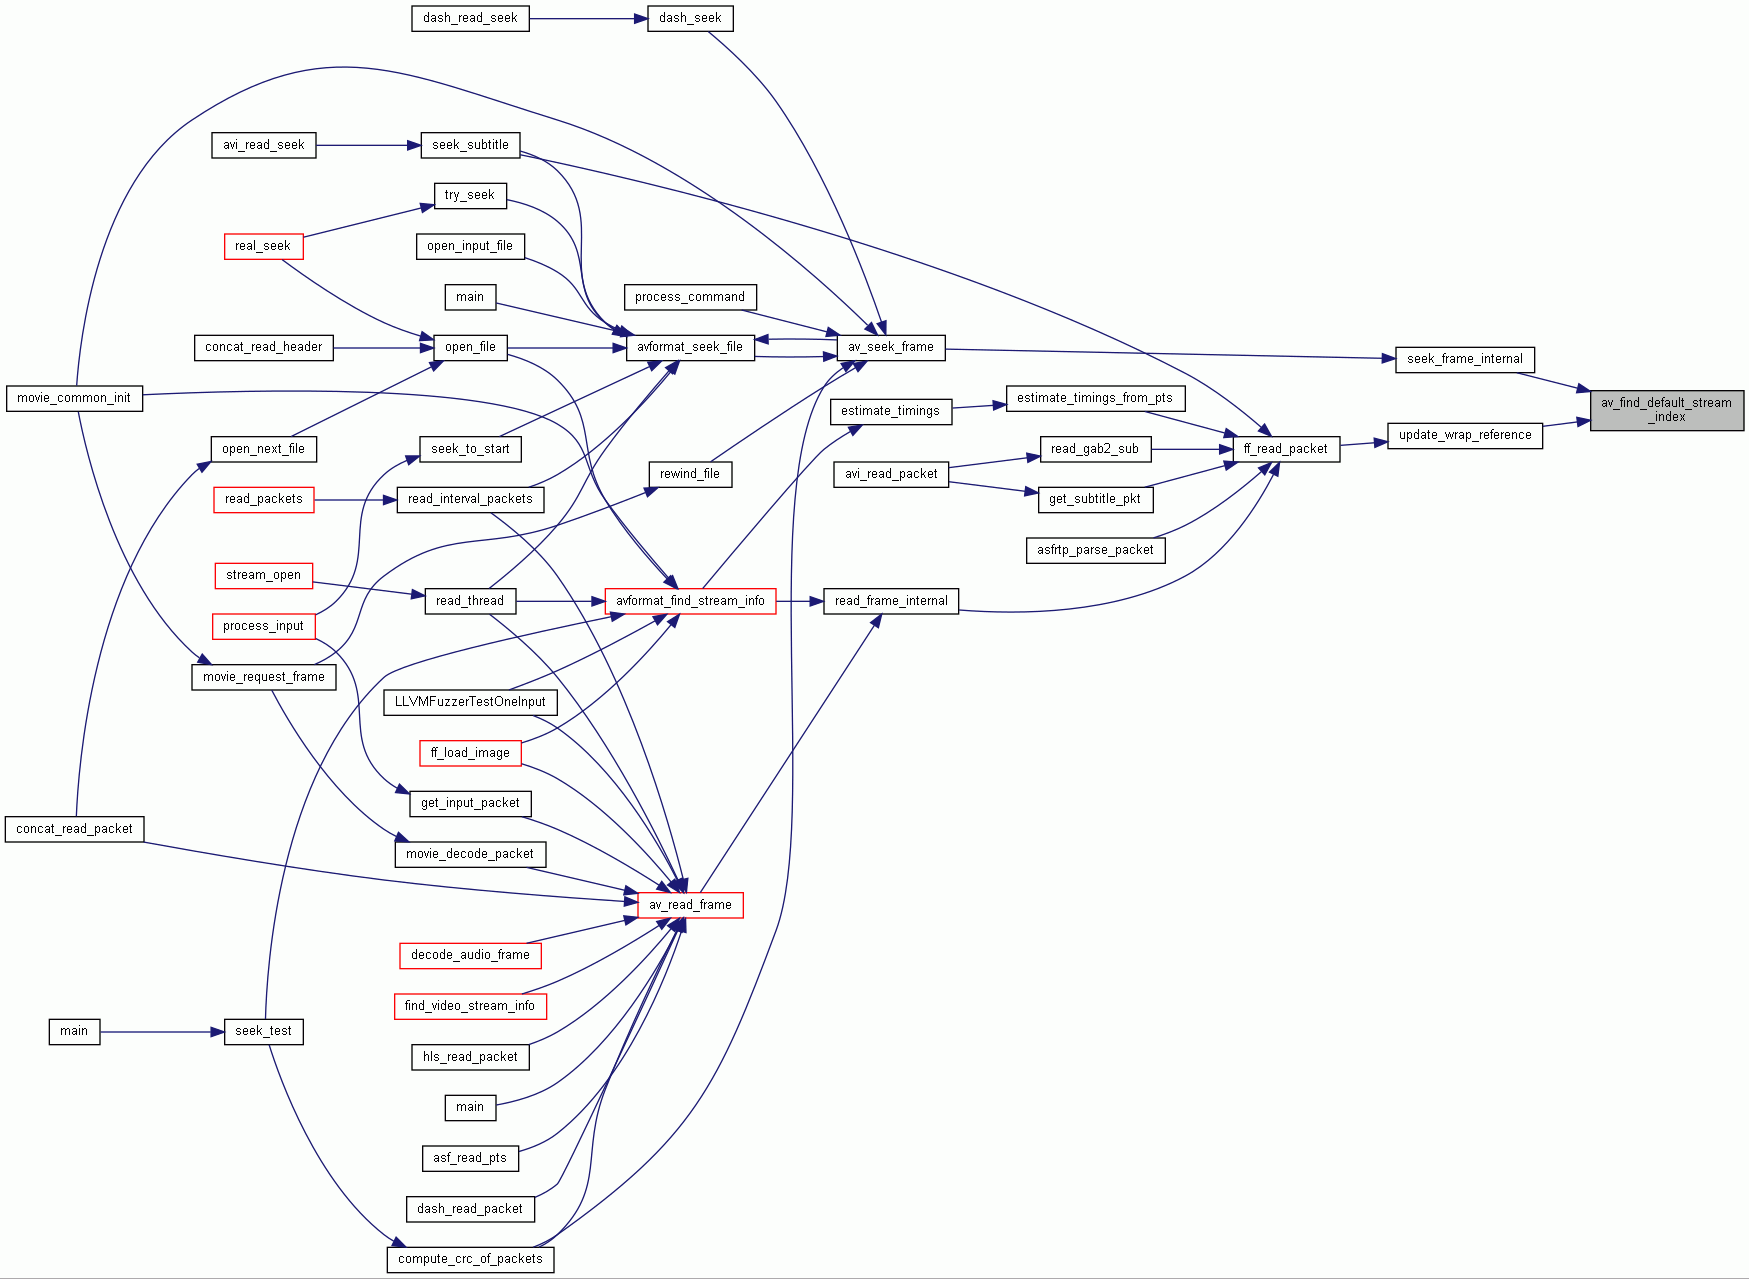 dash_read_seek
dash_seek
avi_read_seek
seek_subtitle
try_seek
real_seek
open_input_file
main
process_command
concat_read_header
open_file
avformat_seek_file
av_seek_frame
seek_frame_internal
movie_common_init
estimate_timings
estimate_timings_from_pts
av_find_default_stream
_index
update_wrap_reference
open_next_file
seek_to_start
read_gab2_sub
ff_read_packet
rewind_file
avi_read_packet
read_packets
read_interval_packets
get_subtitle_pkt
asfrtp_parse_packet
stream_open
read_thread
avformat_find_stream_info
read_frame_internal
process_input
movie_request_frame
LLVMFuzzerTestOneInput
ff_load_image
get_input_packet
concat_read_packet
movie_decode_packet
av_read_frame
decode_audio_frame
find_video_stream_info
main
seek_test
hls_read_packet
main
asf_read_pts
dash_read_packet
compute_crc_of_packets